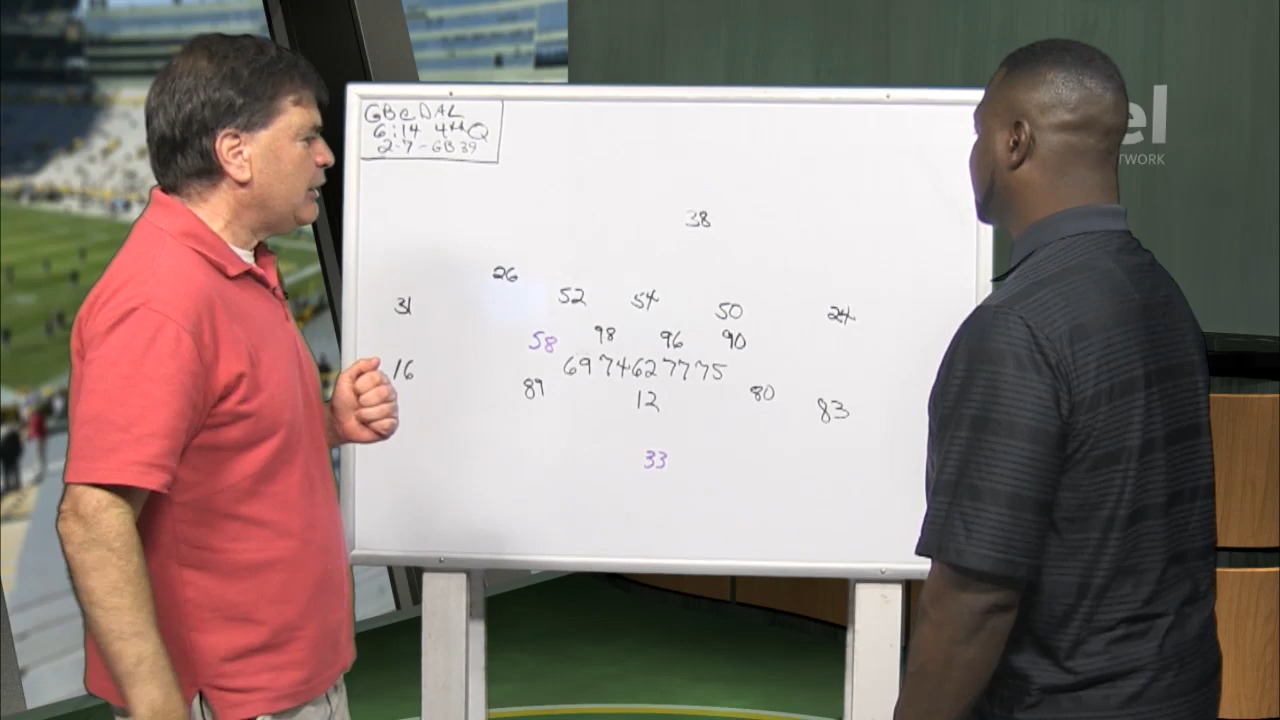 GB@DAL
6:14 4thQ
2-7-GB39
el
TWORK
38
26
52 54 50
31 24
58 98 96 90
16 69 74 62 77 75
89 12 80 83
33